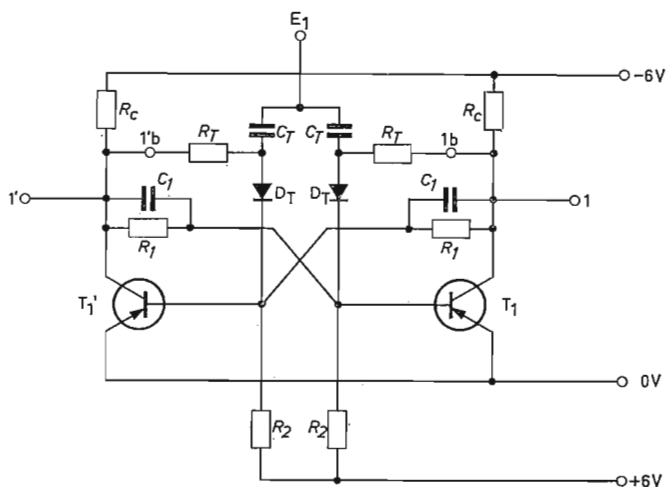 E1
-6V
Rc
1'b
RT
CT
CT
RT
1b
Rc
1'
C1
DT
DT
C1
1
R1
R1
T1'
T1
0V
R2
R2
+6V